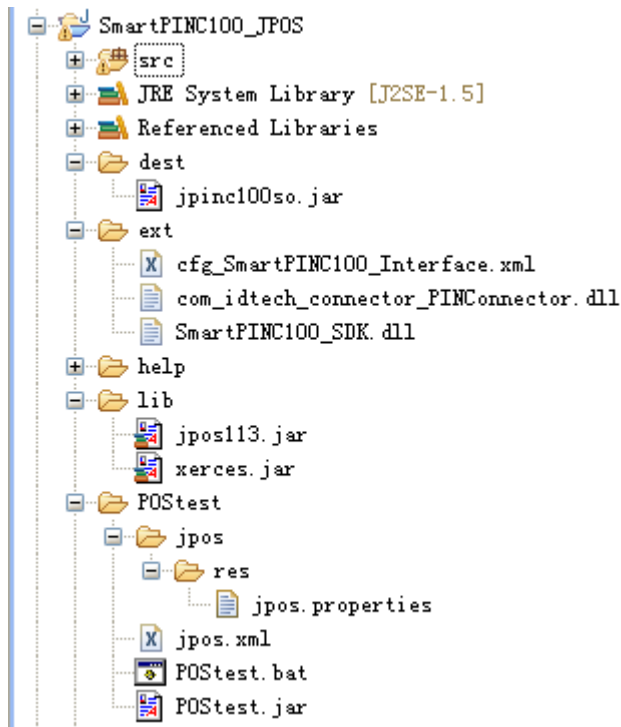 SmartPINC100_JPOS
src
JRE System Library [J2SE-1.5]
Referenced Libraries
dest
jpinc100so.jar
ext
cfg_SmartPINC100_Interface.xml
com_idtech_connector_PINConnector.dll
SmartPINC100_SDK.dll
help
lib
jpos113.jar
xerces.jar
POStest
jpos
res
jpos.properties
jpos.xml
POStest.bat
POStest.jar